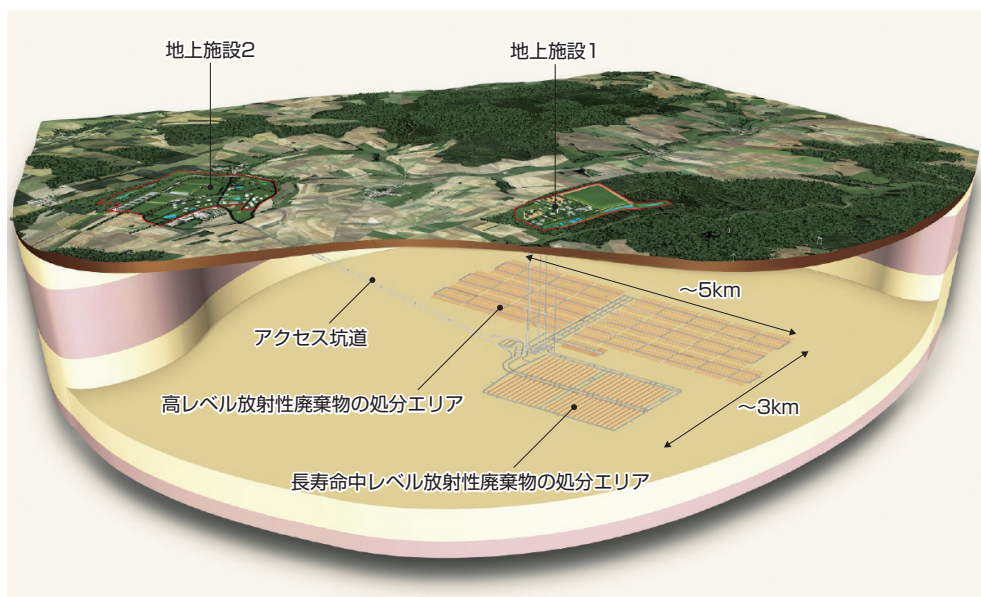 地上施設2
地上施設1
～5km
アクセス坑道
高レベル放射性廃棄物の処分エリア
～3km
長寿命中レベル放射性廃棄物の処分エリア